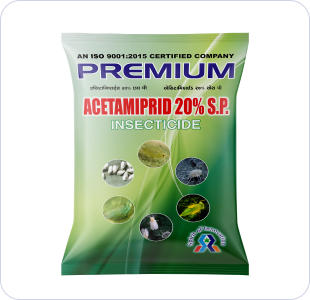 AN ISO 9001:2015 CERTIFIED COMPANY
PREMIUM
ACETAMIPRID 20% S.P.
INSECTICIDE